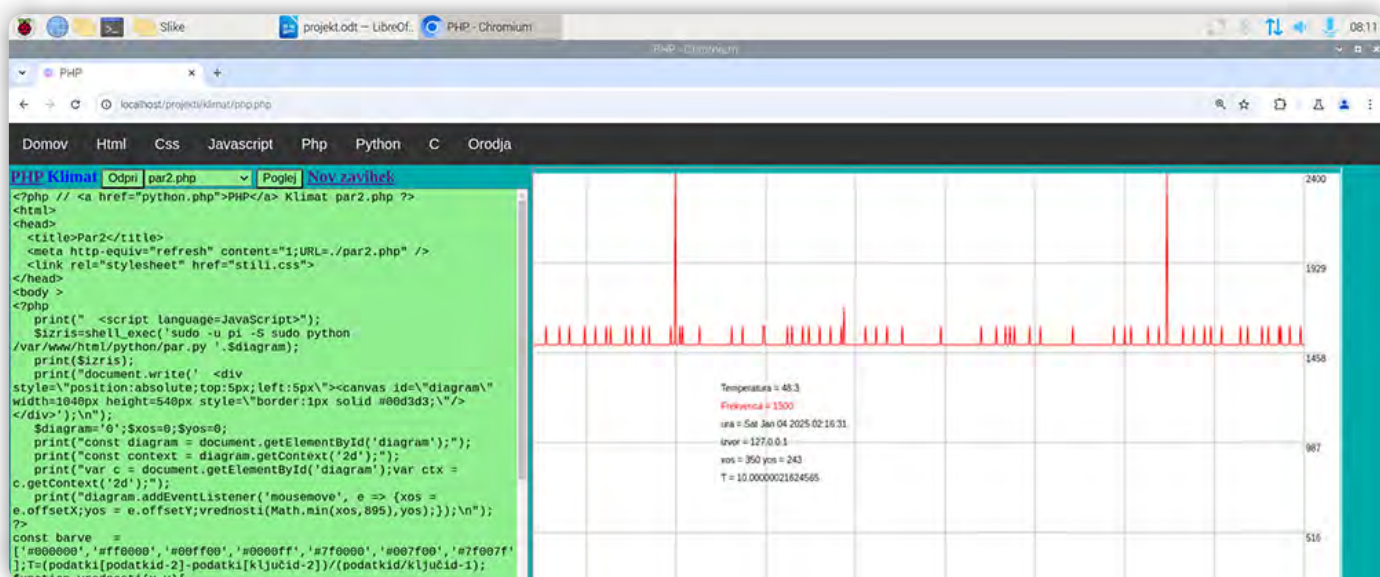 Slike projekt.odt — LibreOf.. PHP - Chromium 08:11
PHP - Chromium
PHP × +
localhost/projekti/klimat/php.php
Domov Html Css Javascript Php Python C Orodja
PHP Klimat Odpri par2.php Poglej Nov zavihek
<?php // <a href="python.php">PHP</a> Klimat par2.php ?>
<html>
<head>
<title>Par2</title>
<meta http-equiv="refresh" content="1;URL=./par2.php" />
<link rel="stylesheet" href="stili.css">
</head>
<body >
<?php
print(" <script language=JavaScript>");
$izris=shell_exec('sudo -u pi -S sudo python
/var/www/html/python/par.py '.$diagram);
print($izris);
print("document.write(' <div
style=\"position:absolute;top:5px;left:5px\"><canvas id=\"diagram\"
width=1040px height=540px style=\"border:1px solid #00d3d3;\"/>
</div>');\n");
$diagram='0';$xos=0;$yos=0;
print("const diagram = document.getElementById('diagram');");
print("const context = diagram.getContext('2d');");
print("var c = document.getElementById('diagram');var ctx =
c.getContext('2d');");
print("diagram.addEventListener('mousemove', e => {xos =
e.offsetX;yos = e.offsetY;vrednosti(Math.min(xos,895),yos);});\n");
?>
const barve =
['#000000','#ff0000','#00ff00','#0000ff','#7f0000','#007f00','#7f007f'
];T=(podatki[podatkid-2]-podatki[ključid-2])/(podatkid/ključid-1);
2400
1929
1458
987
516
Temperatura = 48.3
Frekvenca = 1500
ura = Sat Jan 04 2025 02:16:31
izvor = 127.0.0.1
xos = 350 yos = 243
T = 10.00000021624565